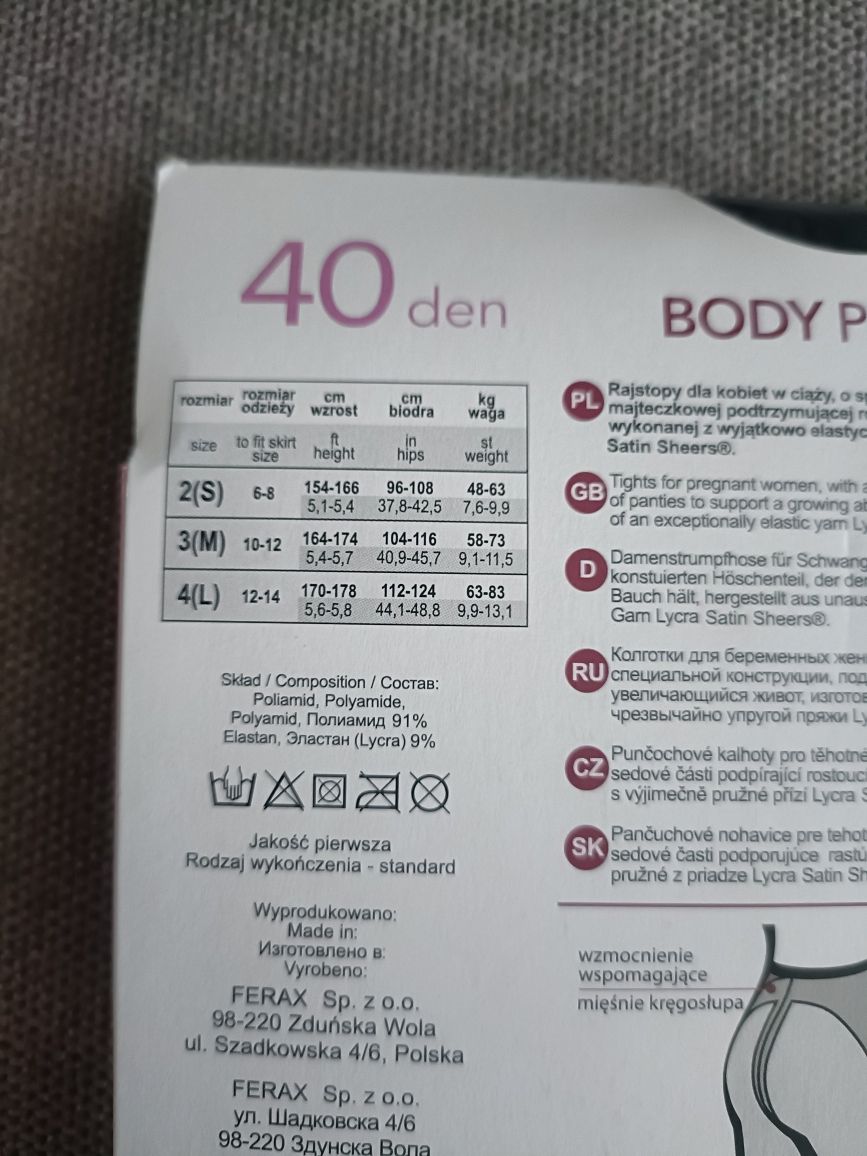 40 den
BODY
rozmiar rozmiar odzieży cm wzrost cm biodra kg waga
size to fit skirt size ft height in hips st weight
2(S) 6-8 154-166 96-108 48-63
5,1-5,4 37,8-42,5 7,6-9,9
3(M) 10-12 164-174 104-116 58-73
5,4-5,7 40,9-45,7 9,1-11,5
4(L) 12-14 170-178 112-124 63-83
5,6-5,8 44,1-48,8 9,9-13,1
Skład / Composition / Состав:
Poliamid, Polyamide,
Polyamid, Полиамид 91%
Elastan, Эластан (Lycra) 9%
Jakość pierwsza
Rodzaj wykończenia - standard
Wyprodukowano:
Made in:
Изготовлено в:
Vyrobeno:
FERAX Sp. z o.o.
98-220 Zduńska Wola
ul. Szadkowska 4/6, Polska
FERAX Sp. z o.o.
ул. Шадковска 4/6
98-220 Здунска Вола
PL Rajstopy dla kobiet w ciąży, o
majteczkowej podtrzymującej
wykonanej z wyjątkowo
Satin Sheers®.
GB Tights for pregnant women, with
of panties to support a growing
of an exceptionally elastic yarn
D Damenstrumpfhose für
konstuierten Höschenteil, der
Bauch hält, hergestellt aus
Garn Lycra Satin Sheers®.
RU Колготки для беременных
специальной конструкции,
увеличающийся живот,
чрезвычайно упругой пряжи
CZ Punčochové kalhoty pro těhotné
sedové části podpírající
s výjimečně pružné přízí Lycra
SK Pančuchové nohavice pre
sedové časti podporujúce
pružné z priadze Lycra Satin
wzmocnienie
wspomagające
mięśnie kręgosłupa